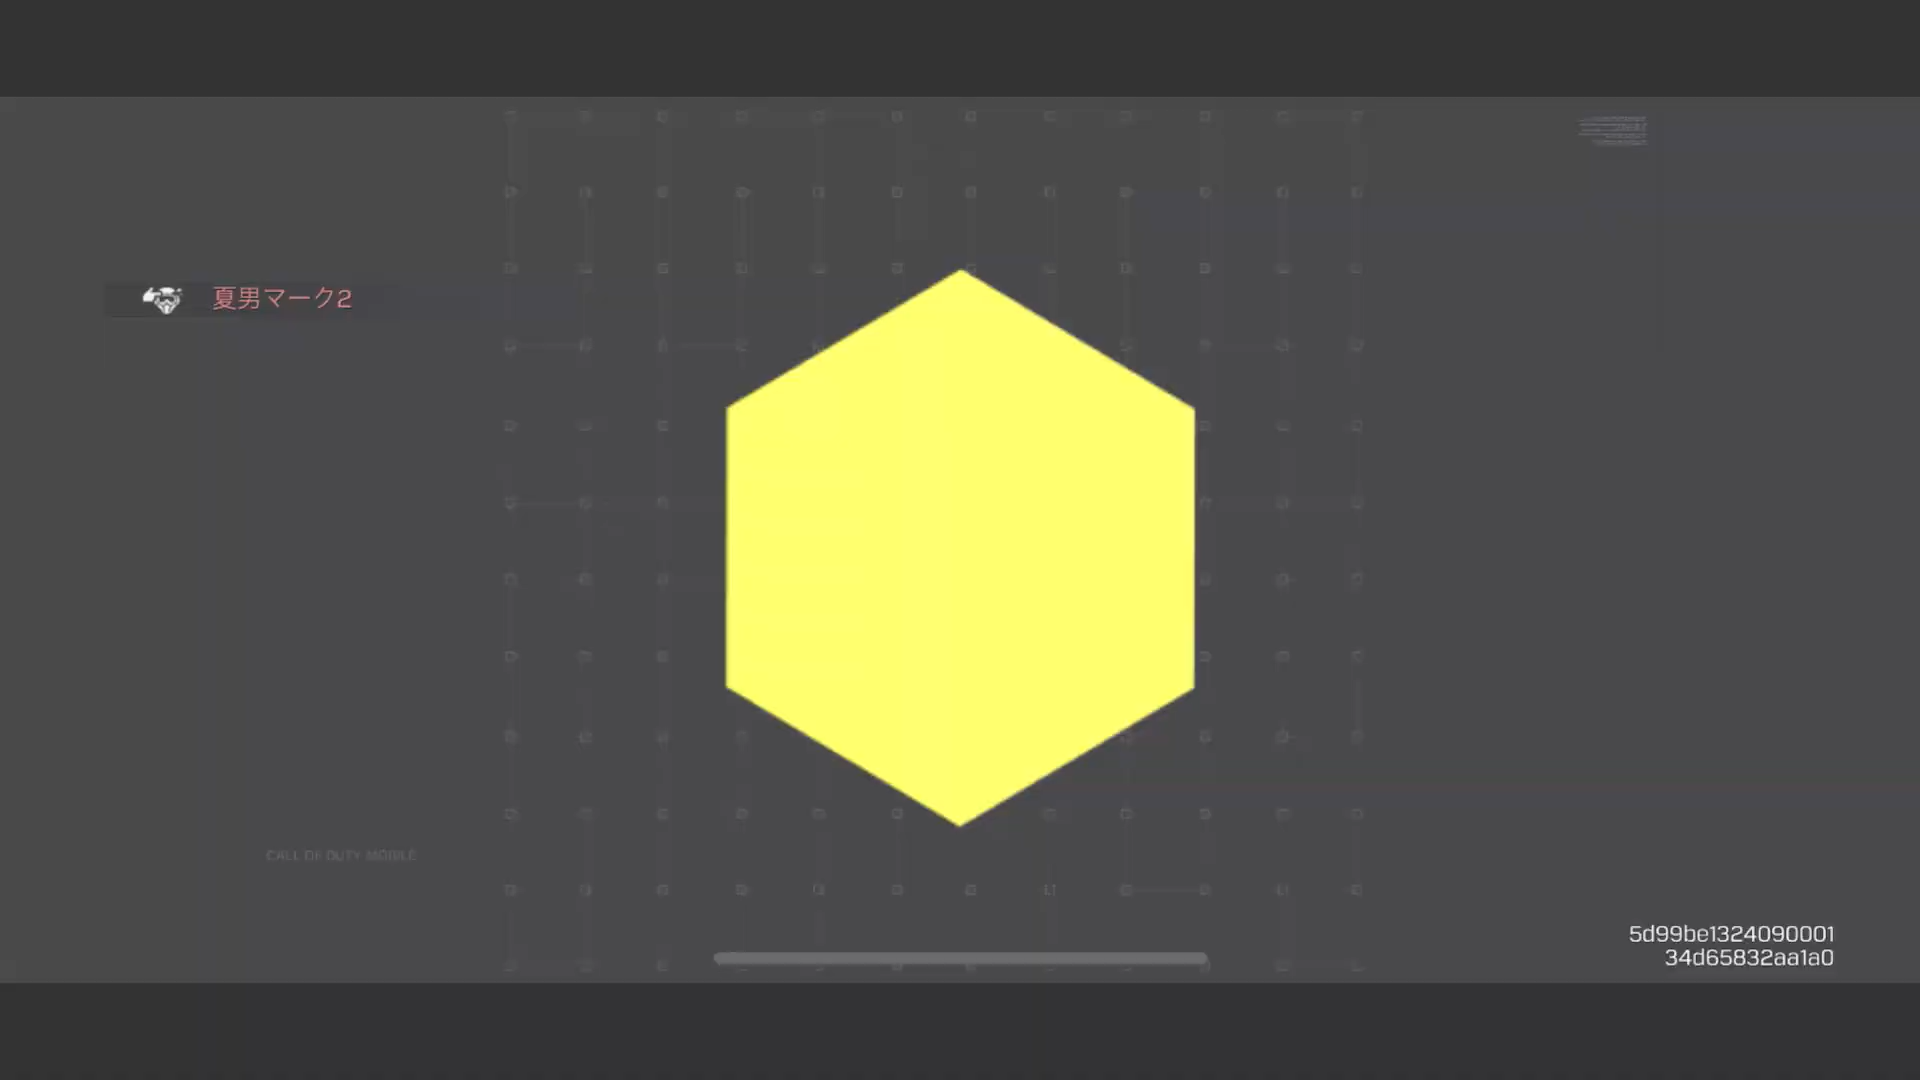 夏男マーク2
CALL OF DUTY: MOBILE
5d99be1324090001
34d65832aa1a0